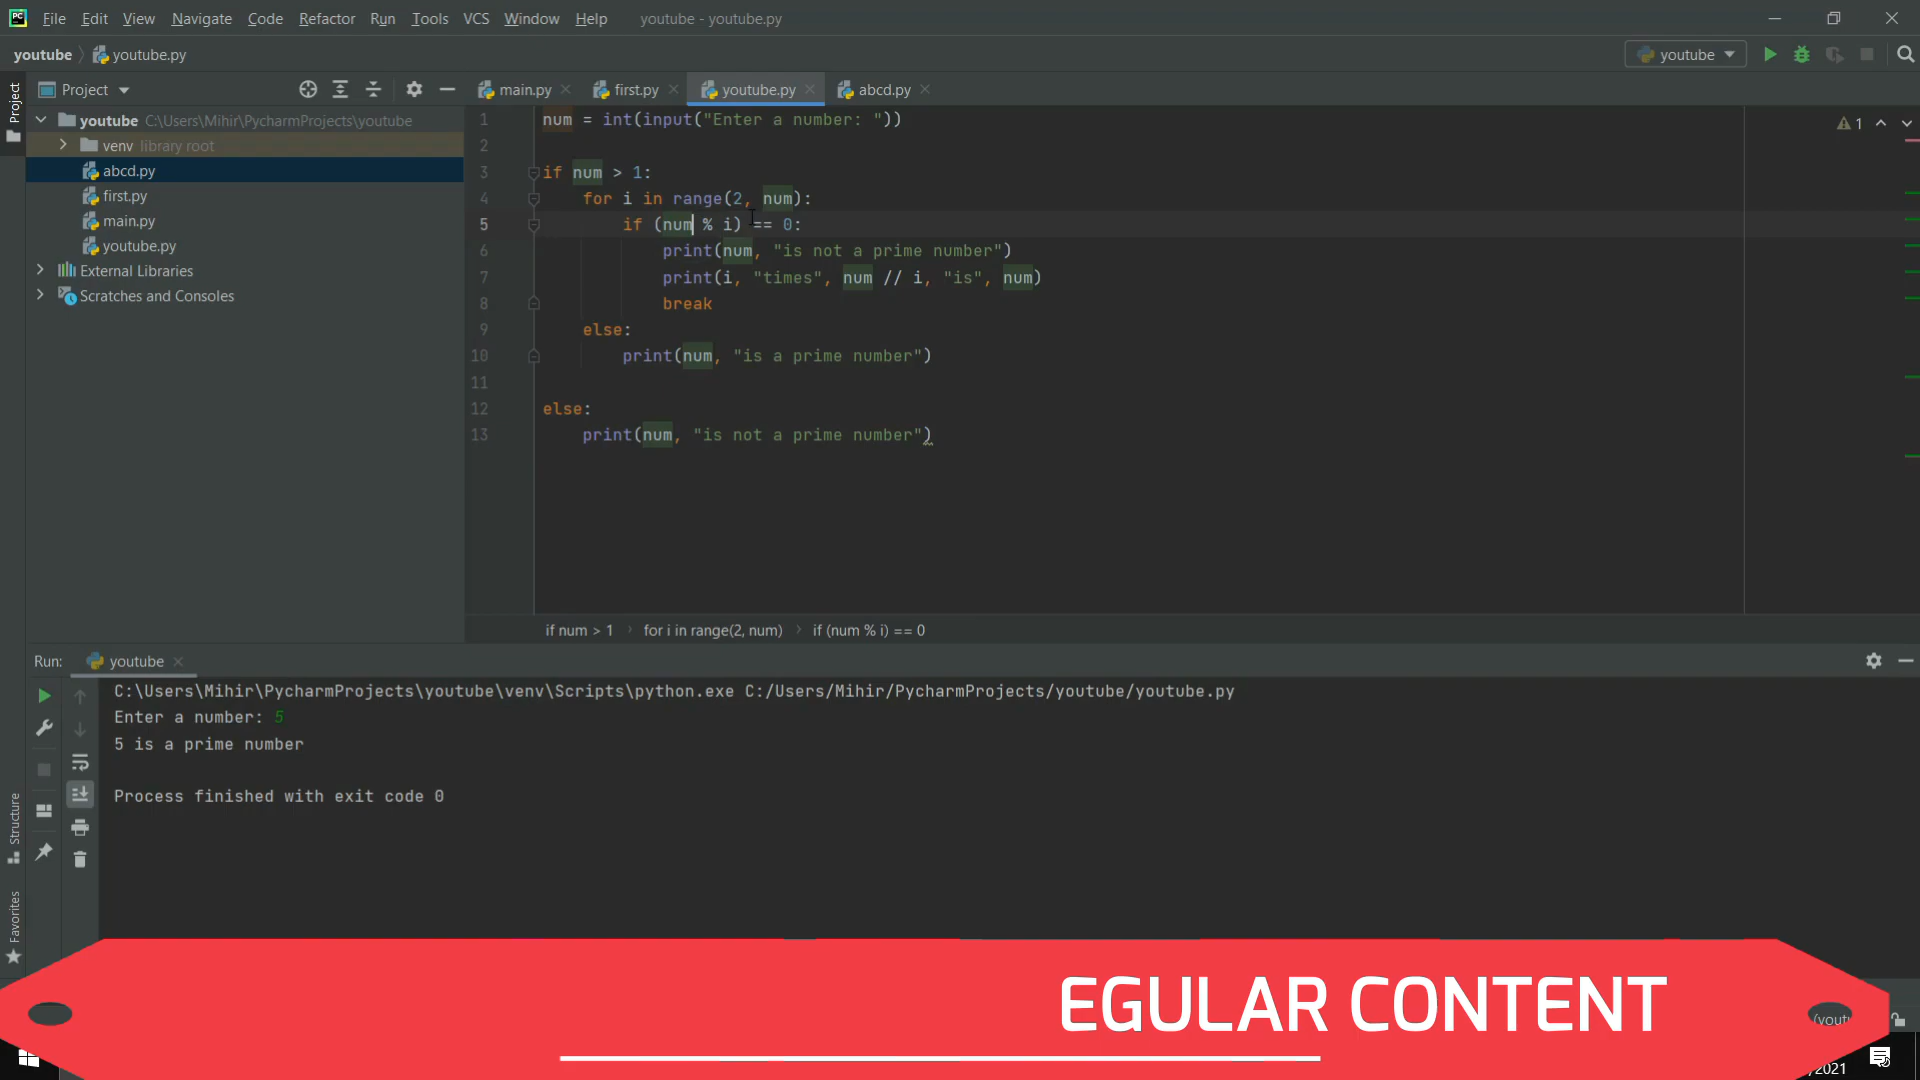 PC File Edit View Navigate Code Refactor Run Tools VCS Window Help youtube - youtube.py
youtube youtube.py youtube
Project main.py first.py youtube.py abcd.py
youtube C:\Users\Mihir\PycharmProjects\youtube
venv library root
abcd.py
first.py
main.py
youtube.py
External Libraries
Scratches and Consoles
Project
Structure
Favorites
1 num = int(input("Enter a number: "))
2
3 if num > 1:
4 for i in range(2, num):
5 if (num % i) == 0:
6 print(num, "is not a prime number")
7 print(i, "times", num // i, "is", num)
8 break
9 else:
10 print(num, "is a prime number")
11
12 else:
13 print(num, "is not a prime number")
1
if num > 1 for i in range(2, num) if (num % i) == 0
Run: youtube
C:\Users\Mihir\PycharmProjects\youtube\venv\Scripts\python.exe C:/Users/Mihir/PycharmProjects/youtube/youtube.py
Enter a number: 5
5 is a prime number
Process finished with exit code 0
EGULAR CONTENT
(yout
/2021